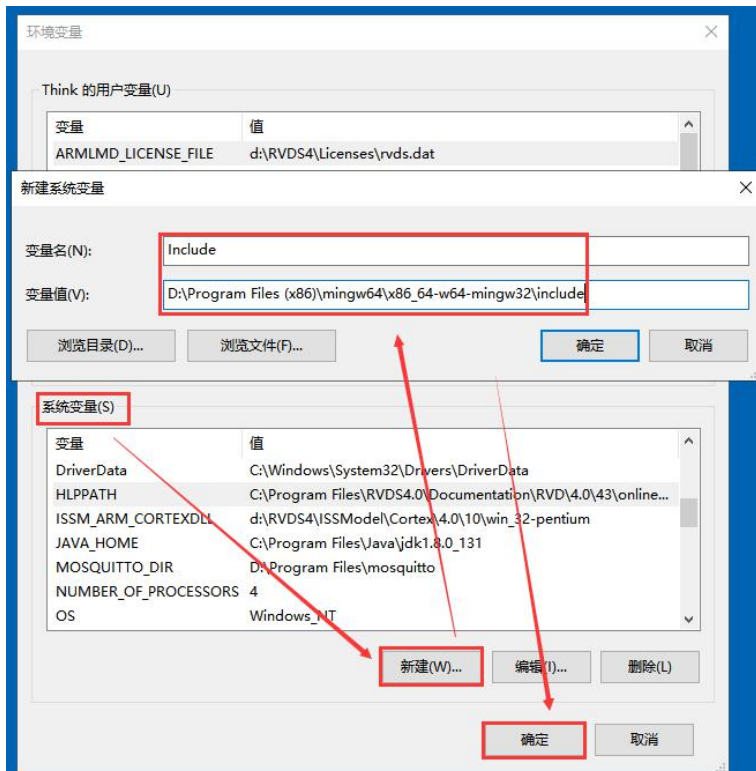 环境变量
Think 的用户变量(U)
变量 值
ARMLMD_LICENSE_FILE d:\RVDS4\Licenses\rvds.dat
新建系统变量
变量名(N): Include
变量值(V): D:\Program Files (x86)\mingw64\x86_64-w64-mingw32\include
浏览目录(D)... 浏览文件(F)... 确定 取消
系统变量(S)
变量 值
DriverData C:\Windows\System32\Drivers\DriverData
HLPPATH C:\Program Files\RVDS4.0\Documentation\RVD\4.0\43\online...
ISSM_ARM_CORTEXDLL d:\RVDS4\ISSModel\Cortex\4.0\10\win_32-pentium
JAVA_HOME C:\Program Files\Java\jdk1.8.0_131
MOSQUITTO_DIR D:\Program Files\mosquitto
NUMBER_OF_PROCESSORS 4
OS Windows_NT
新建(W)... 编辑(I)... 删除(L)
确定 取消